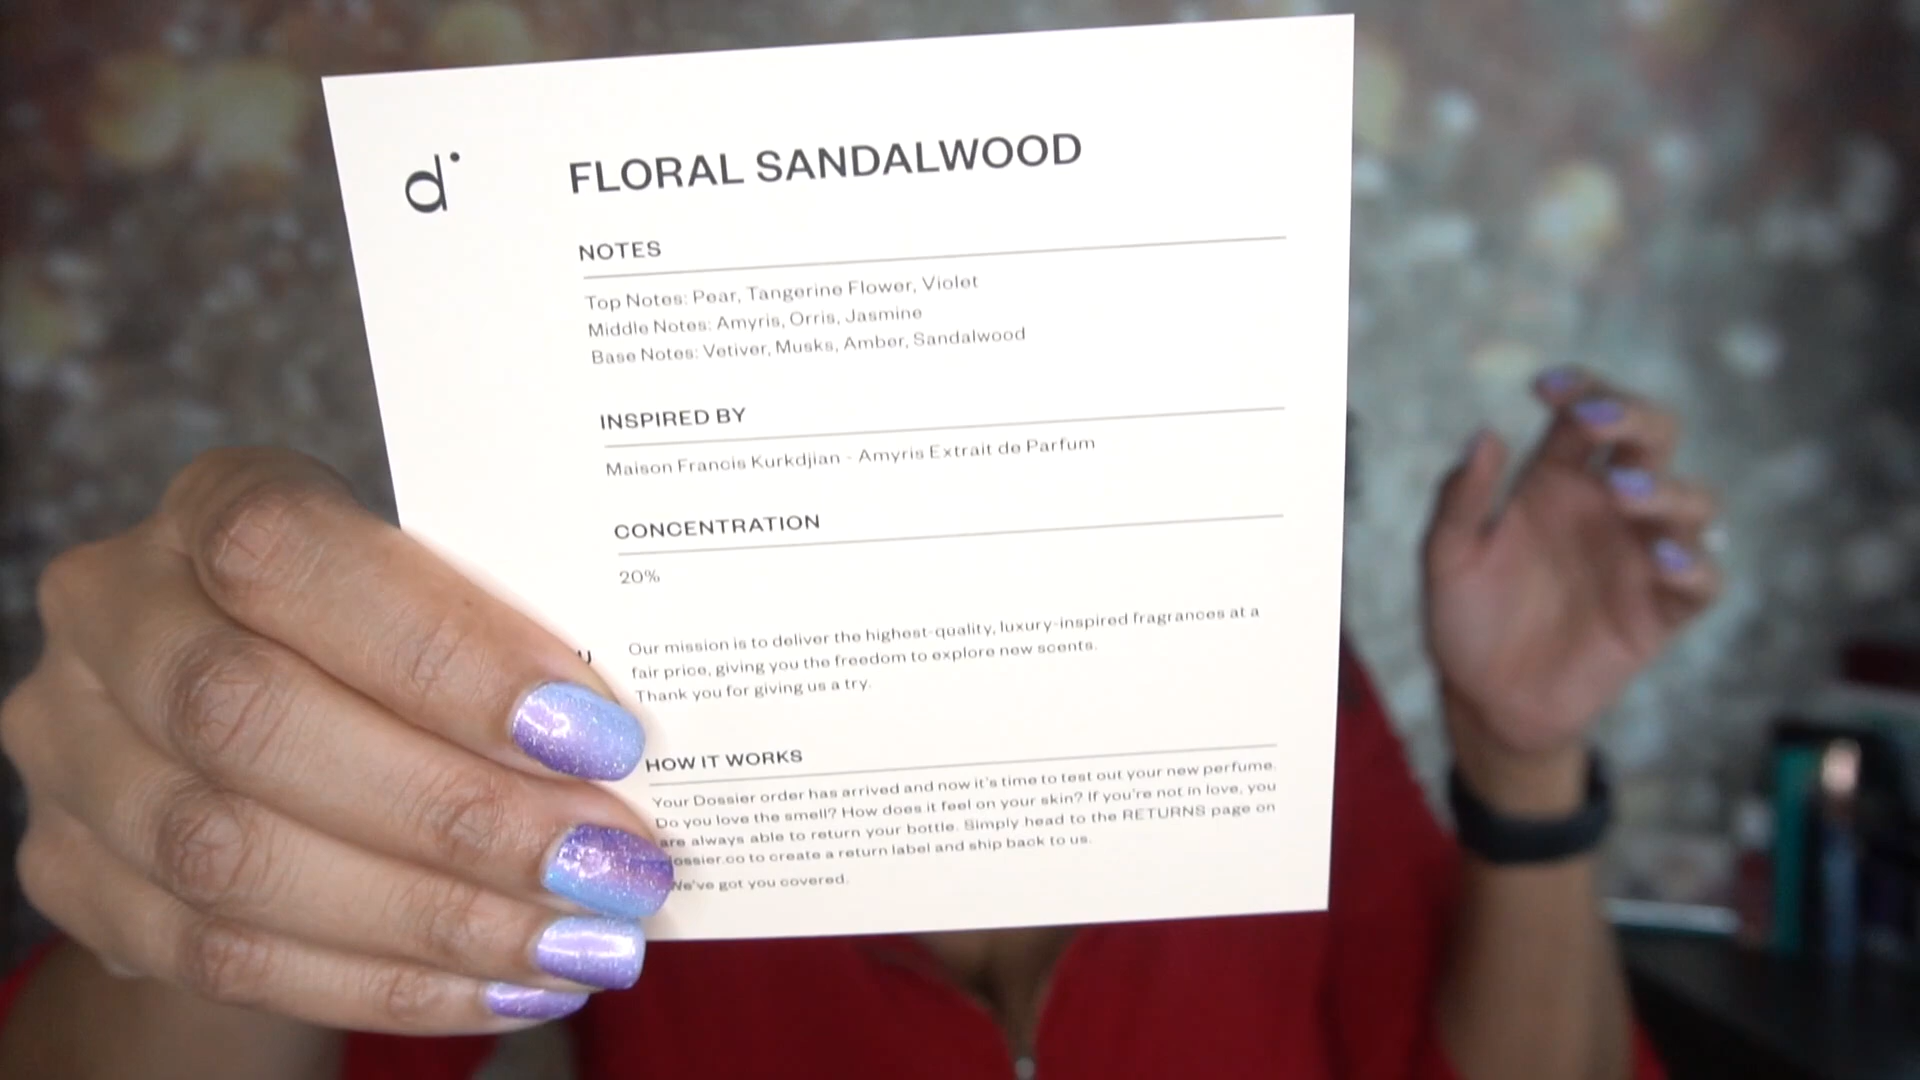 d•
FLORAL SANDALWOOD
NOTES
Top Notes: Pear, Tangerine Flower, Violet
Middle Notes: Amyris, Orris, Jasmine
Base Notes: Vetiver, Musks, Amber, Sandalwood
INSPIRED BY
Maison Francis Kurkdjian - Amyris Extrait de Parfum
CONCENTRATION
20%
Our mission is to deliver the highest-quality, luxury-inspired fragrances at a
fair price, giving you the freedom to explore new scents.
Thank you for giving us a try.
HOW IT WORKS
Your Dossier order has arrived and now it's time to test out your new perfume.
Do you love the smell? How does it feel on your skin? If you're not in love, you
are always able to return your bottle. Simply head to the RETURNS page on
ossier.co to create a return label and ship back to us.
We've got you covered.